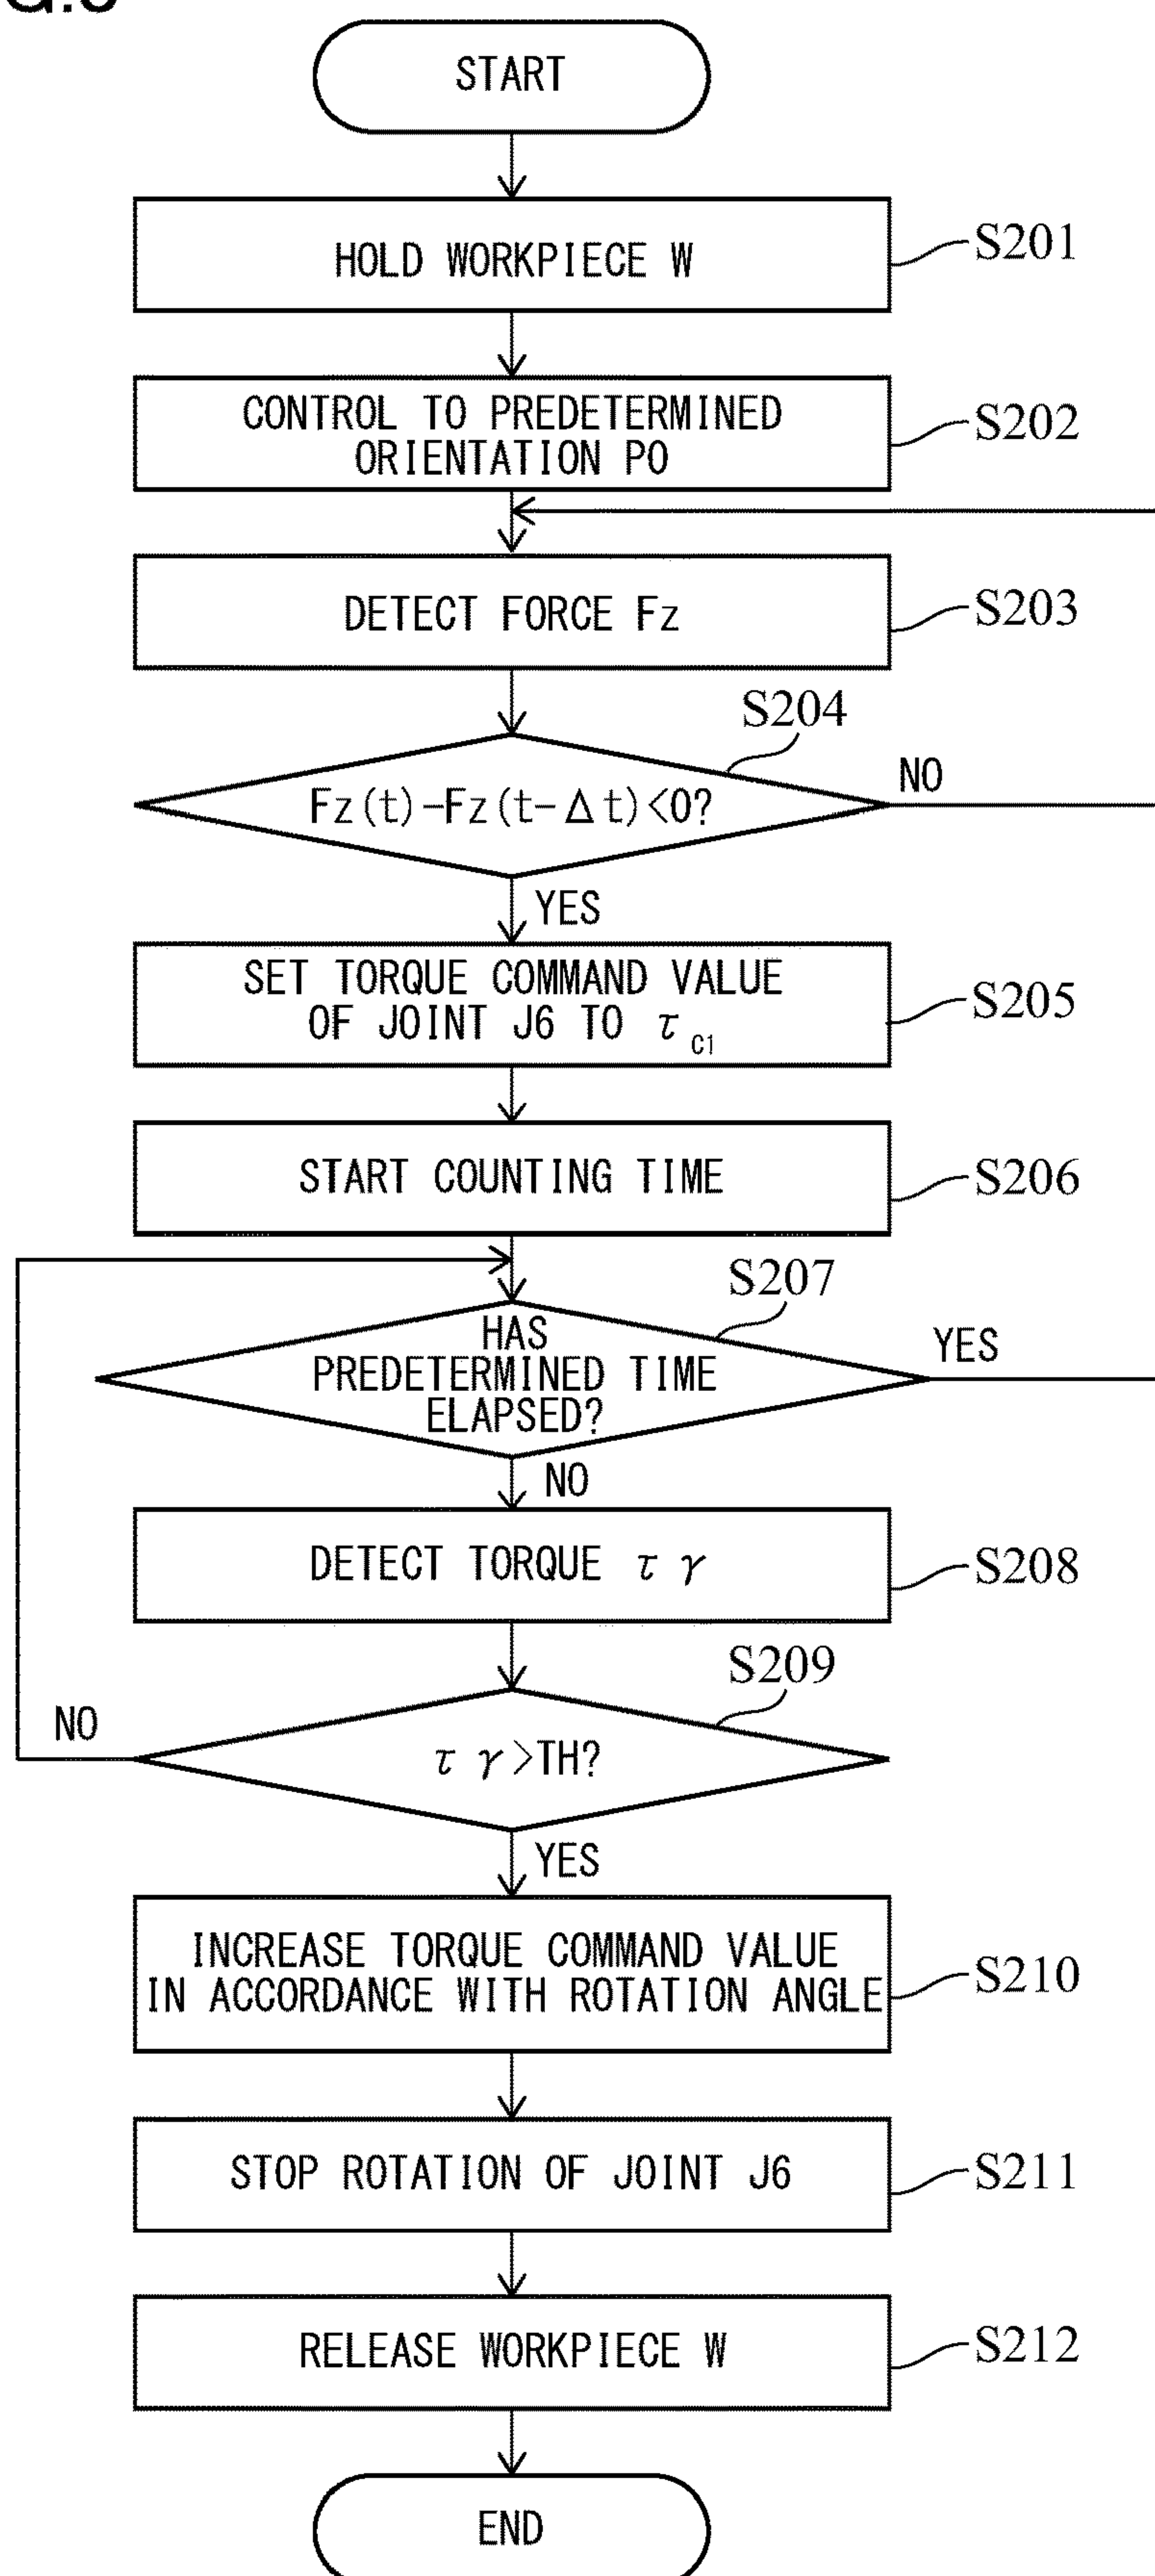 START
HOLD WORKPIECE W
S201
CONTROL TO PREDETERMINED
ORIENTATION PO
S202
DETECT FORCE Fz
S203
S204
Fz(t)-Fz(t-Δt)<0?
NO
YES
SET TORQUE COMMAND VALUE
OF JOINT J6 TO τC1
S205
START COUNTING TIME
S206
S207
HAS
PREDETERMINED TIME
ELAPSED?
YES
NO
DETECT TORQUE τγ
S208
S209
NO
τγ>TH?
YES
INCREASE TORQUE COMMAND VALUE
IN ACCORDANCE WITH ROTATION ANGLE
S210
STOP ROTATION OF JOINT J6
S211
RELEASE WORKPIECE W
S212
END